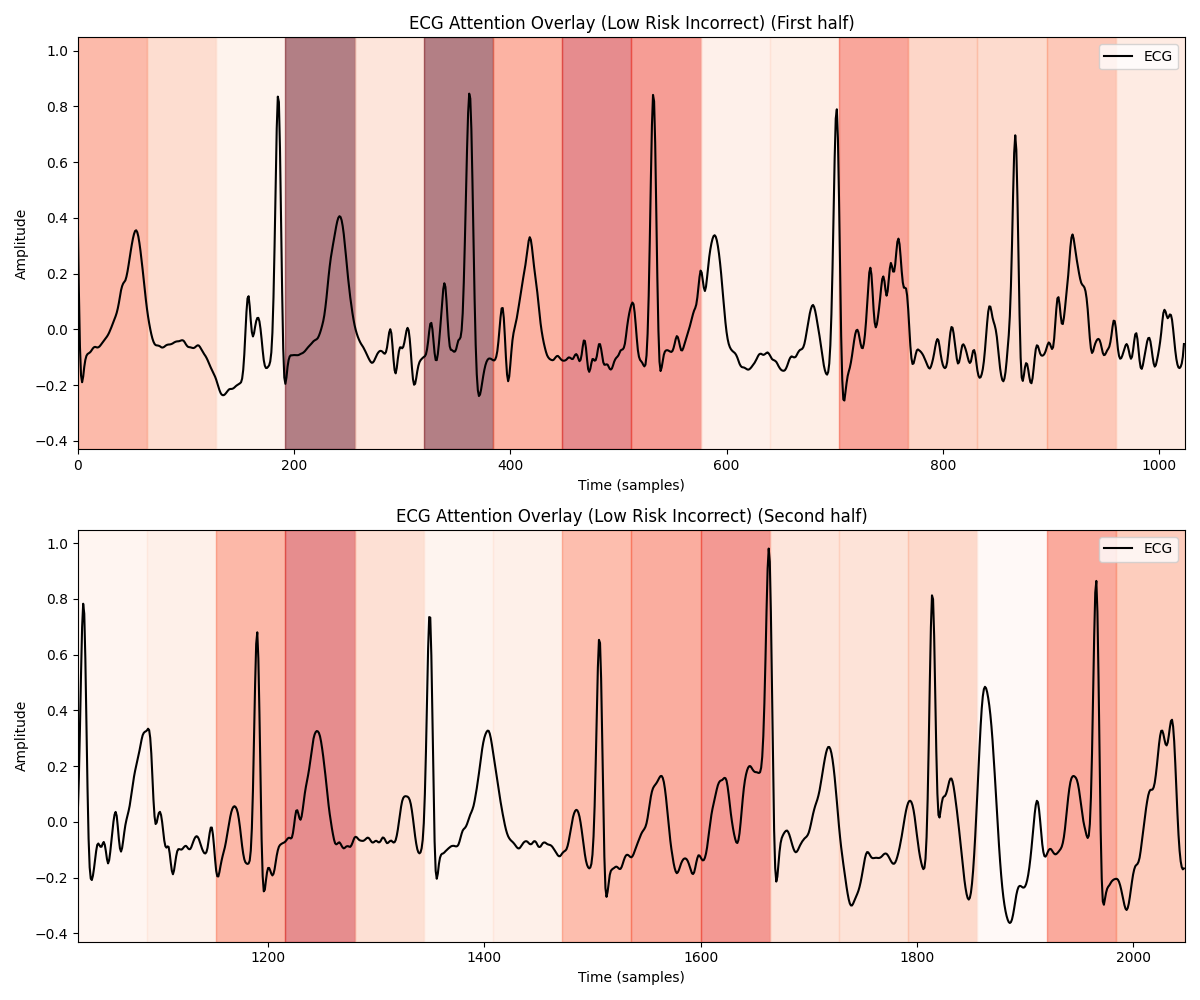 ECG Attention Overlay (Low Risk Incorrect) (First half)
1.0
0.8
0.6
0.4
0.2
0.0
−0.2
−0.4
Amplitude
ECG
0 200 400 600 800 1000
Time (samples)
ECG Attention Overlay (Low Risk Incorrect) (Second half)
1.0
0.8
0.6
0.4
0.2
0.0
−0.2
−0.4
Amplitude
ECG
1200 1400 1600 1800 2000
Time (samples)